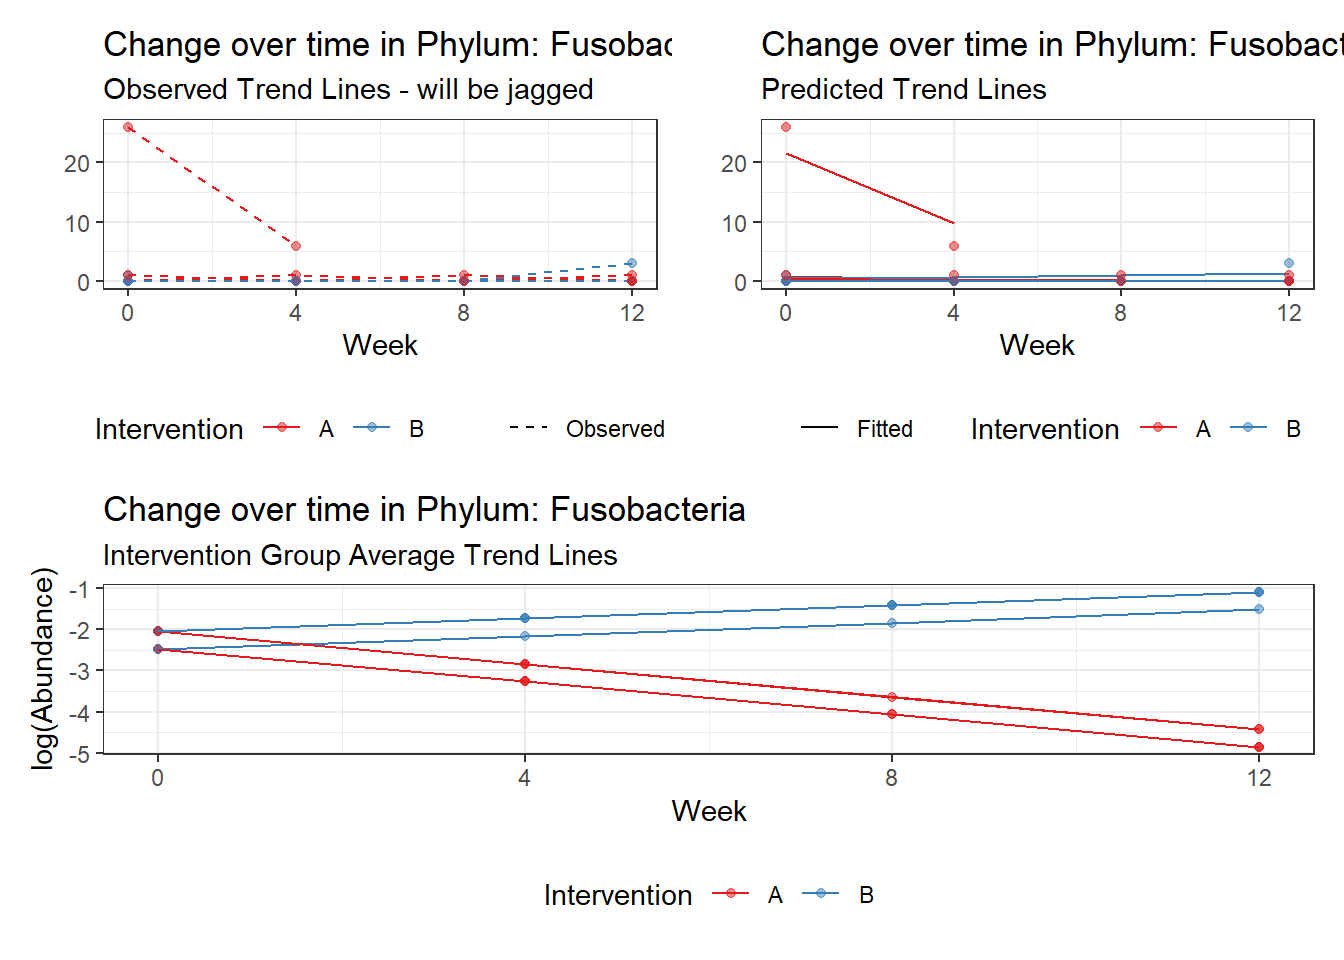 Change over time in Phylum: Fusobac
Observed Trend Lines - will be jagged
20
10
0
0 4 8 12
Week
Intervention A B Observed
Change over time in Phylum: Fusobact
Predicted Trend Lines
20
10
0
0 4 8 12
Week
Fitted Intervention A B
Change over time in Phylum: Fusobacteria
Intervention Group Average Trend Lines
log(Abundance)
-1
-2
-3
-4
-5
0 4 8 12
Week
Intervention A B